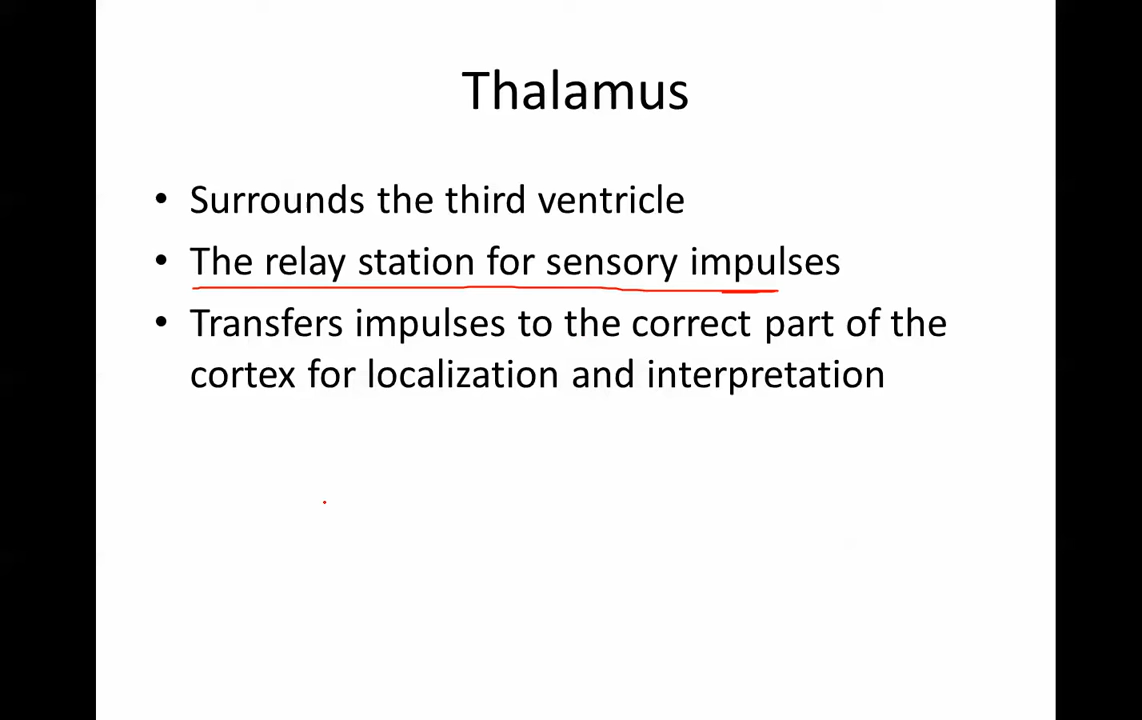 Thalamus
• Surrounds the third ventricle
• The relay station for sensory impulses
• Transfers impulses to the correct part of the
cortex for localization and interpretation